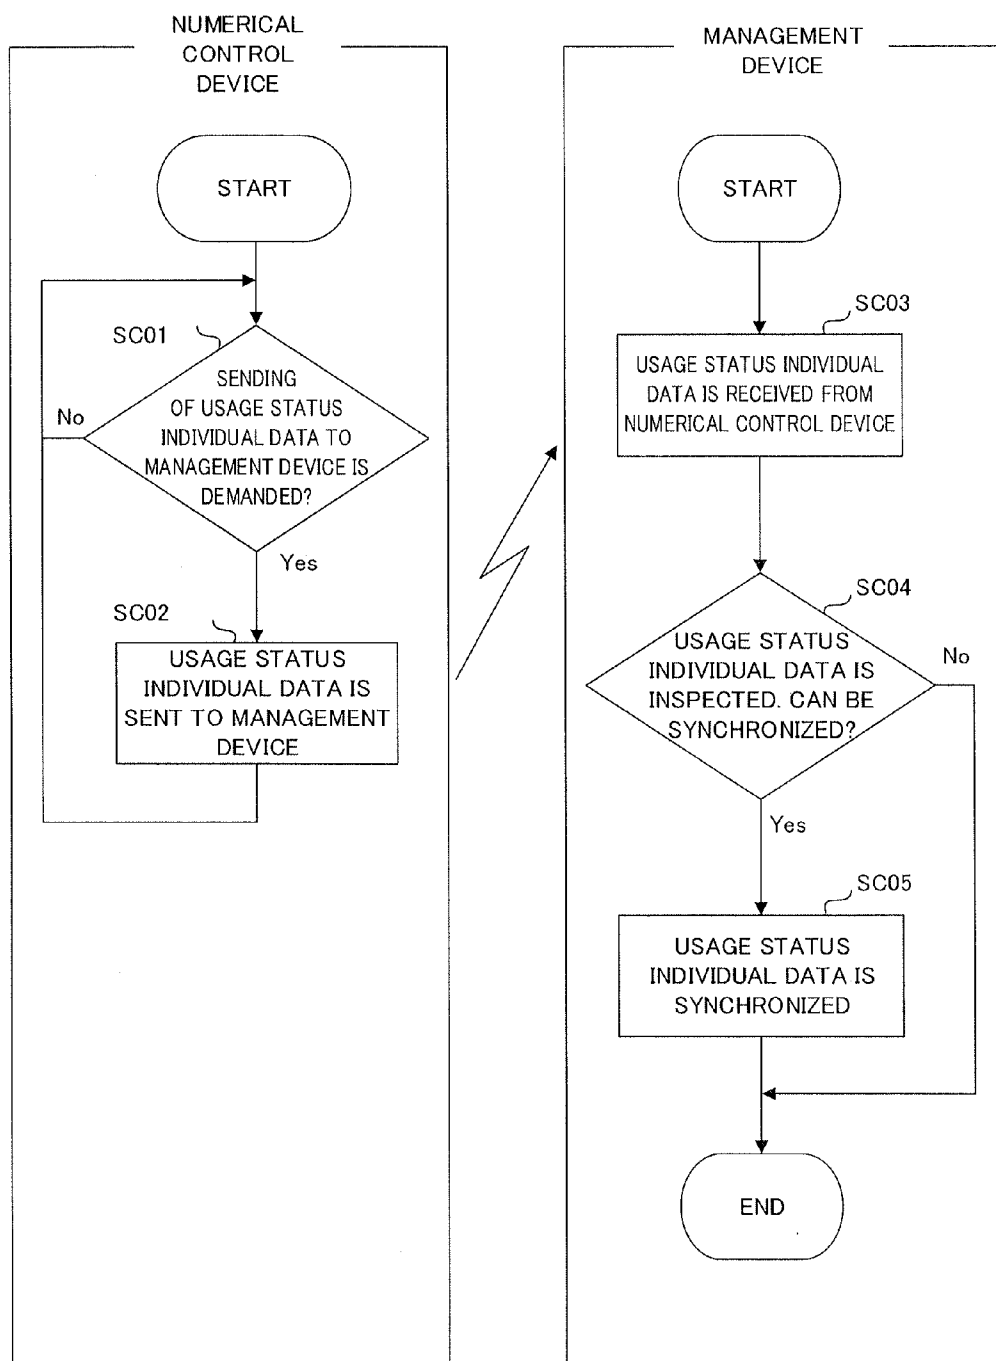 NUMERICAL
CONTROL
DEVICE
START
SC01
SENDING
OF USAGE STATUS
INDIVIDUAL DATA TO
MANAGEMENT DEVICE IS
DEMANDED?
No
Yes
SC02
USAGE STATUS
INDIVIDUAL DATA IS
SENT TO MANAGEMENT
DEVICE
MANAGEMENT
DEVICE
START
SC03
USAGE STATUS INDIVIDUAL
DATA IS RECEIVED FROM
NUMERICAL CONTROL DEVICE
SC04
USAGE STATUS
INDIVIDUAL DATA IS
INSPECTED. CAN BE
SYNCHRONIZED?
No
Yes
SC05
USAGE STATUS
INDIVIDUAL DATA IS
SYNCHRONIZED
END